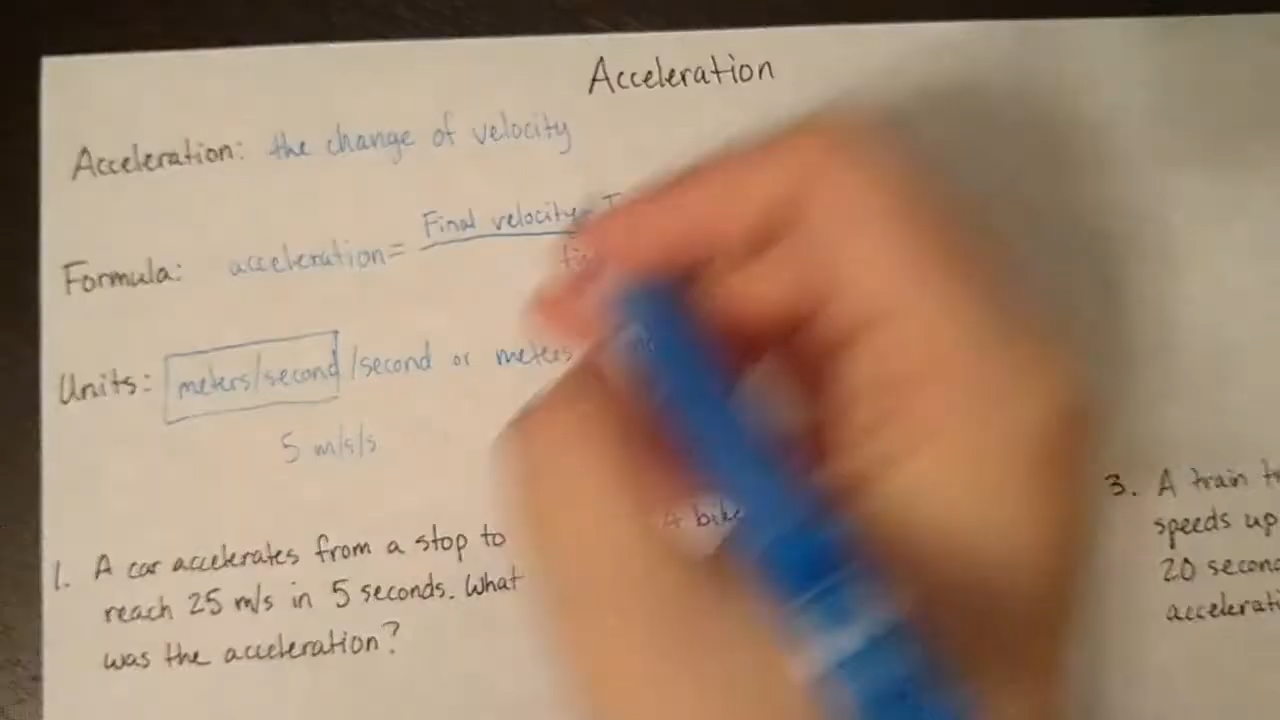 Acceleration
Acceleration: the change of velocity
Formula: acceleration = Final velocity -
Units: meters/second/second or meters
5 m/s/s
1. A car accelerates from a stop to
reach 25 m/s in 5 seconds. What
was the acceleration?
A bike
3. A train
speeds up
20